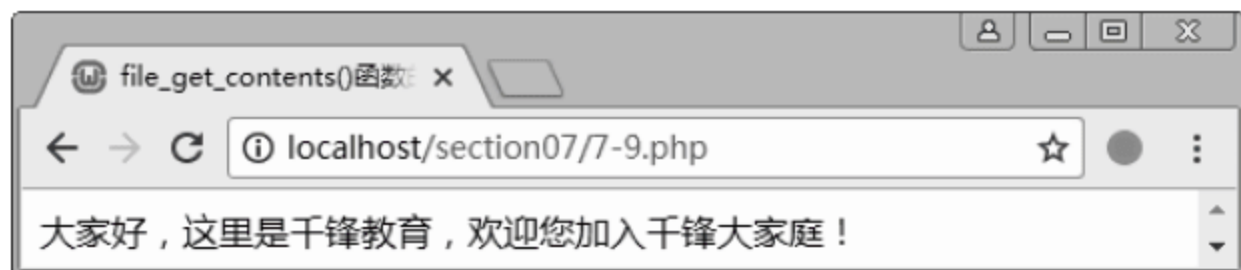 file_get_contents()函数
localhost/section07/7-9.php
大家好，这里是千锋教育，欢迎您加入千锋大家庭！